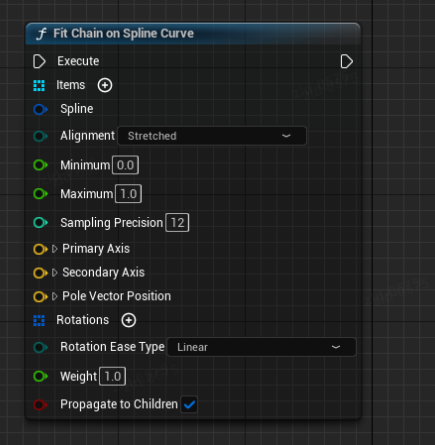 Fit Chain on Spline Curve
Execute
Items
Spline
Alignment Stretched
Minimum 0.0
Maximum 1.0
Sampling Precision 12
Primary Axis
Secondary Axis
Pole Vector Position
Rotations
Rotation Ease Type Linear
Weight 1.0
Propagate to Children